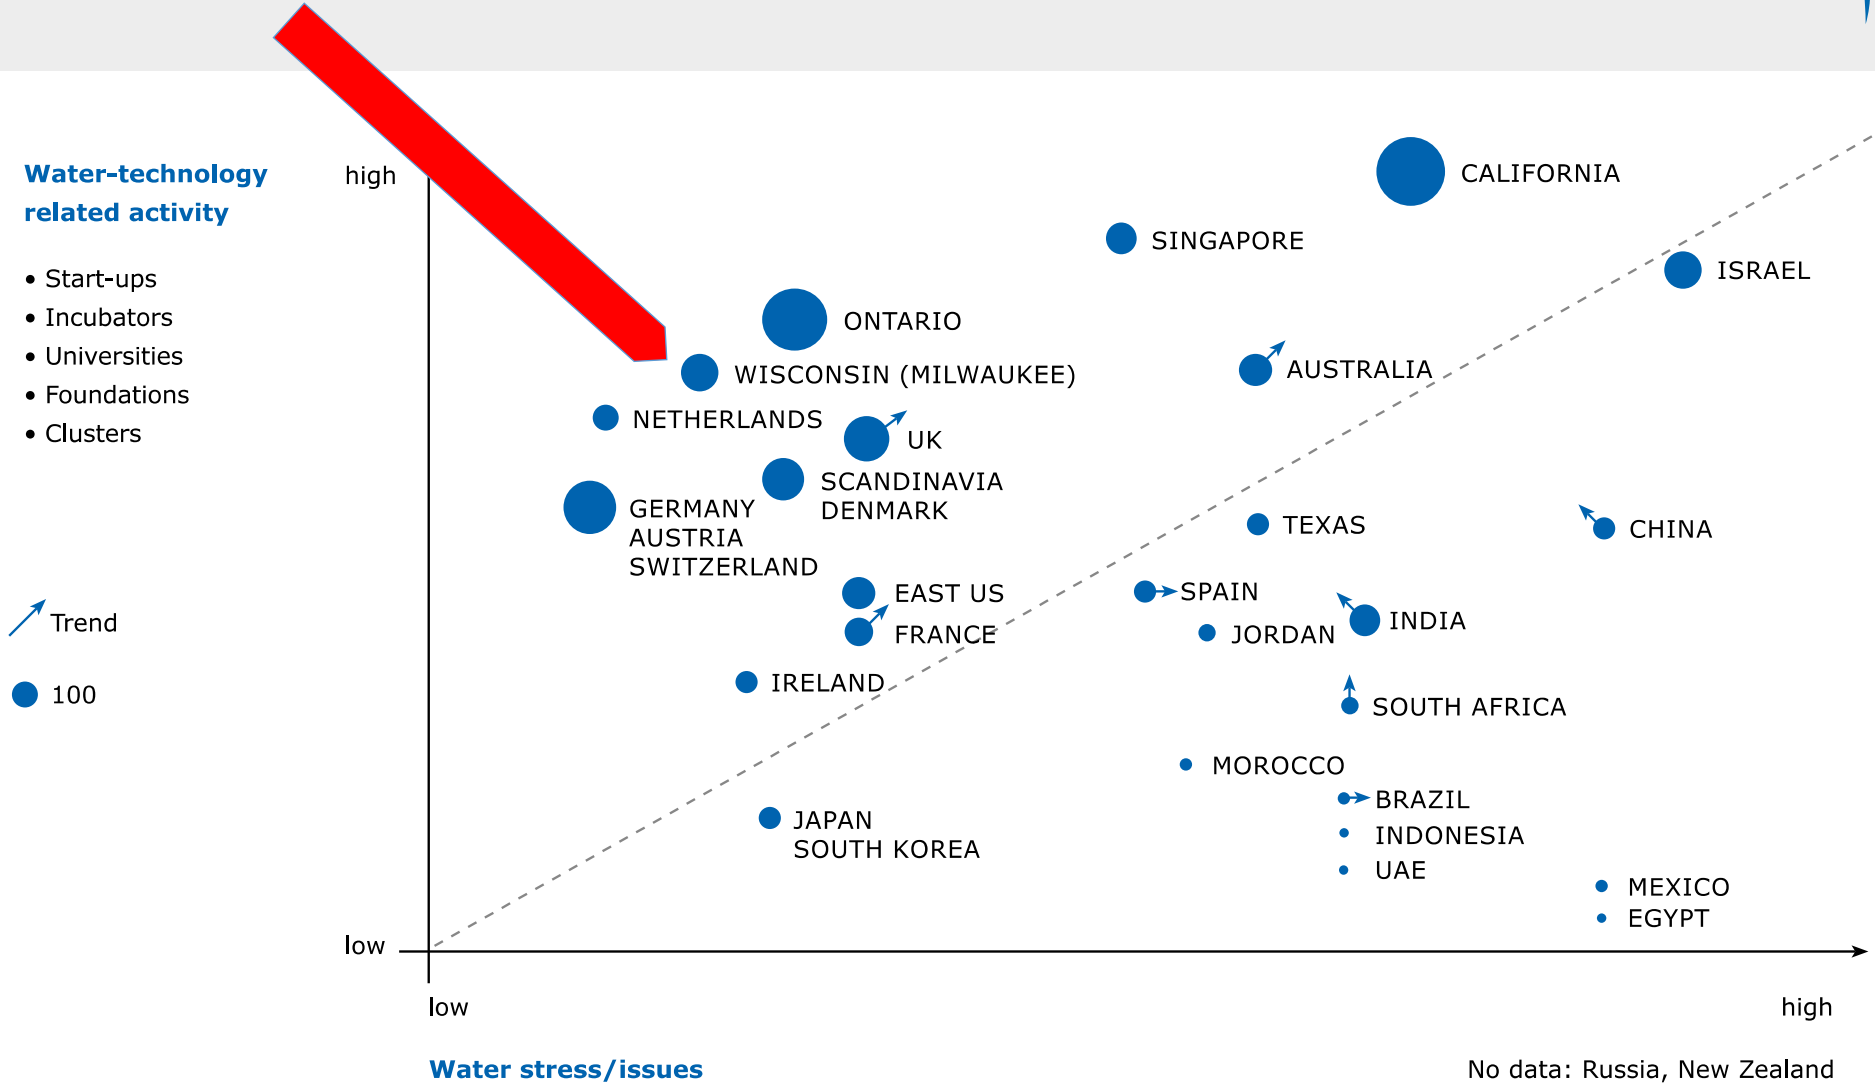 Water-technology
related activity
• Start-ups
• Incubators
• Universities
• Foundations
• Clusters
Trend
100
high
low
CALIFORNIA
SINGAPORE
ISRAEL
ONTARIO
AUSTRALIA
WISCONSIN (MILWAUKEE)
NETHERLANDS
UK
SCANDINAVIA
DENMARK
GERMANY
AUSTRIA
SWITZERLAND
TEXAS
CHINA
EAST US
SPAIN
INDIA
FRANCE
JORDAN
IRELAND
SOUTH AFRICA
MOROCCO
BRAZIL
JAPAN
SOUTH KOREA
INDONESIA
UAE
MEXICO
EGYPT
low
high
Water stress/issues
No data: Russia, New Zealand